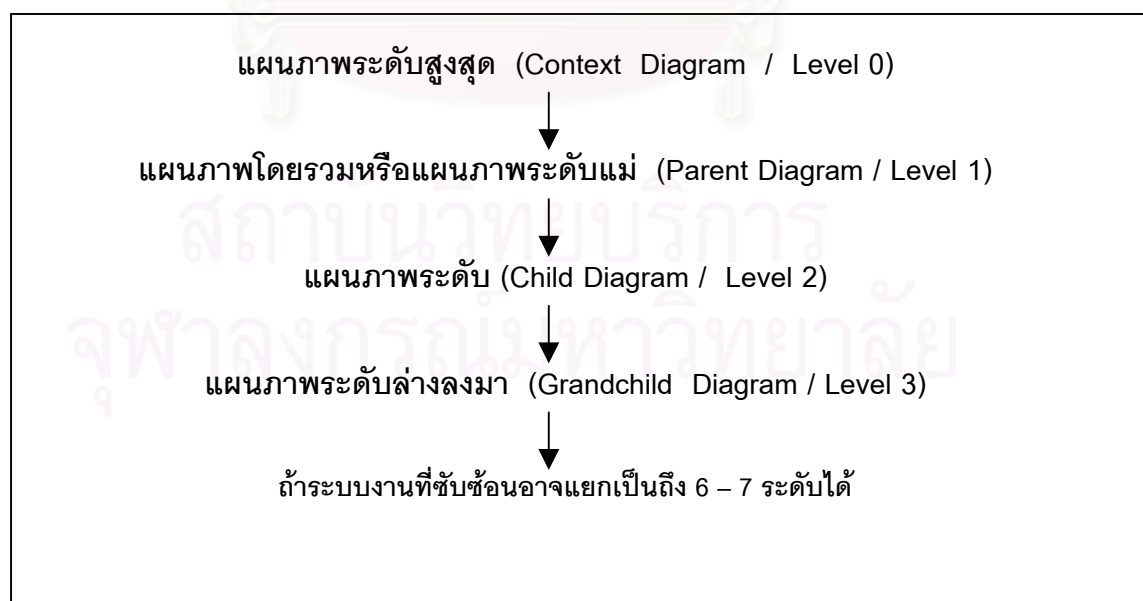 แผนภาพระดับสูงสุด (Context Diagram / Level 0)
แผนภาพโดยรวมหรือแผนภาพระดับแม่ (Parent Diagram / Level 1)
สถาบันวิทยบริการ
แผนภาพระดับ (Child Diagram / Level 2)
จุฬาลงกรณ์มหาวิทยาลัย
แผนภาพระดับล่างลงมา (Grandchild Diagram / Level 3)
ถ้าระบบงานที่ซับซ้อนอาจแยกเป็นถึง 6 – 7 ระดับได้